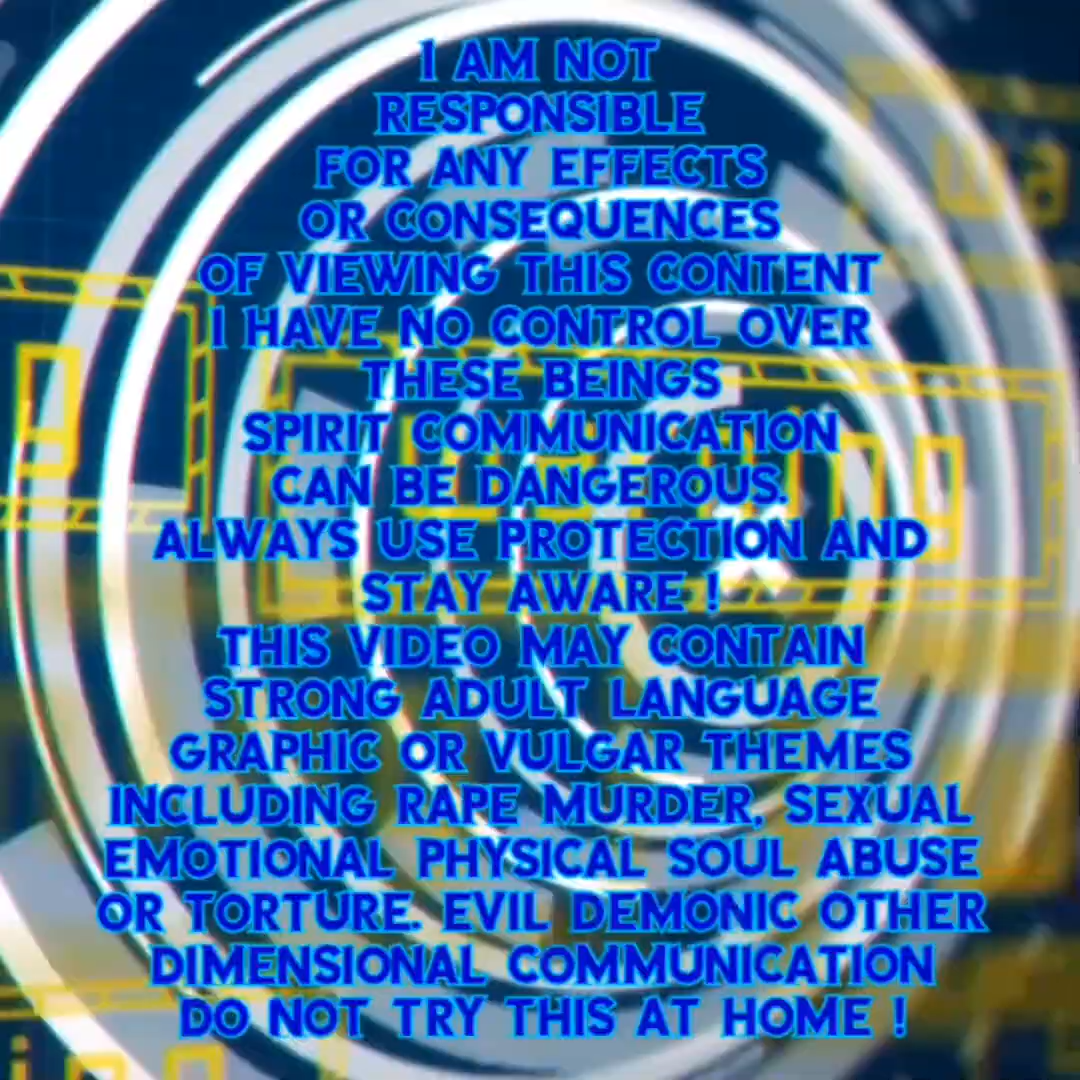 I AM NOT
RESPONSIBLE
FOR ANY EFFECTS
OR CONSEQUENCES
OF VIEWING THIS CONTENT
I HAVE NO CONTROL OVER
THESE BEINGS
SPIRIT COMMUNICATION
CAN BE DANGEROUS.
ALWAYS USE PROTECTION AND
STAY AWARE !
THIS VIDEO MAY CONTAIN
STRONG ADULT LANGUAGE
GRAPHIC OR VULGAR THEMES
INCLUDING RAPE MURDER, SEXUAL
EMOTIONAL PHYSICAL SOUL ABUSE
OR TORTURE. EVIL DEMONIC OTHER
DIMENSIONAL COMMUNICATION
DO NOT TRY THIS AT HOME !